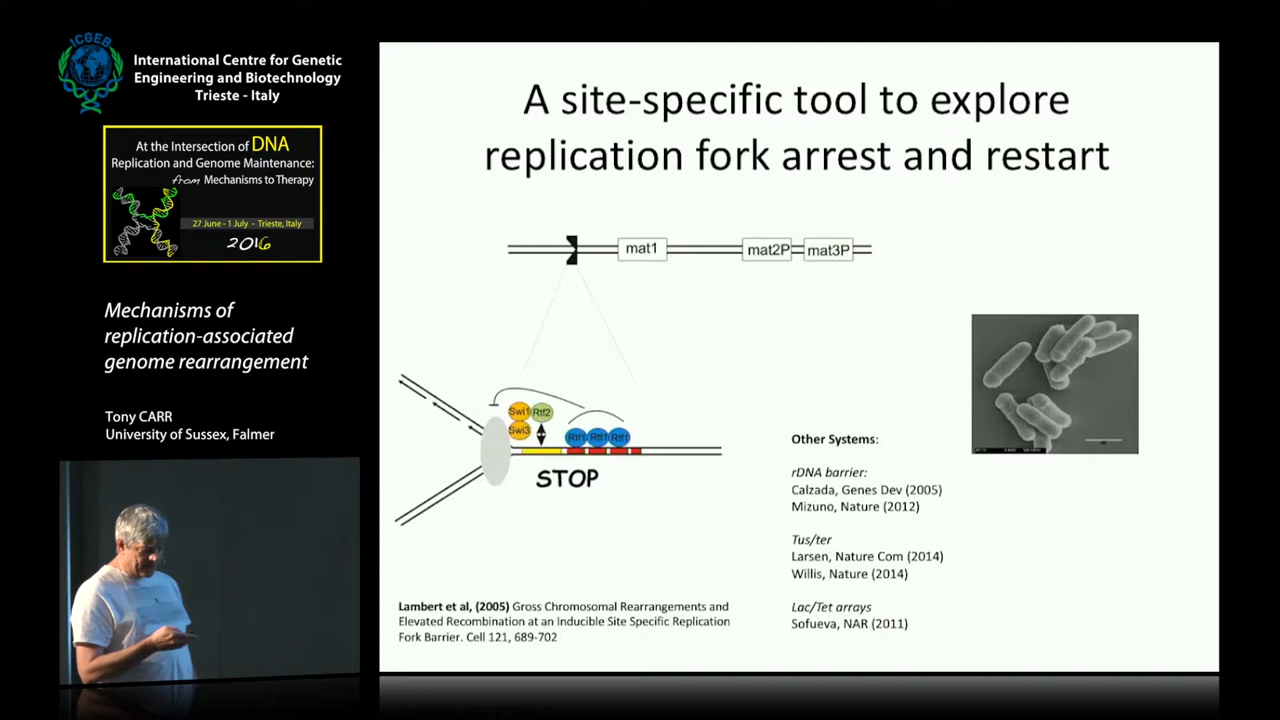 ICGEB
International Centre for Genetic
Engineering and Biotechnology
Trieste - Italy
At the Intersection of DNA
Replication and Genome Maintenance:
from Mechanisms to Therapy
27 June - 1 July - Trieste, Italy
2016
Mechanisms of
replication-associated
genome rearrangement
Tony CARR
University of Sussex, Falmer
A site-specific tool to explore
replication fork arrest and restart
mat1
mat2P
mat3P
Swi1
Rtf2
Swi3
Rtf1
Rtf1
Rtf1
STOP
Other Systems:
rDNA barrier:
Calzada, Genes Dev (2005)
Mizuno, Nature (2012)
Tus/ter
Larsen, Nature Com (2014)
Willis, Nature (2014)
Lac/Tet arrays
Sofueva, NAR (2011)
Lambert et al, (2005) Gross Chromosomal Rearrangements and
Elevated Recombination at an Inducible Site Specific Replication
Fork Barrier. Cell 121, 689-702